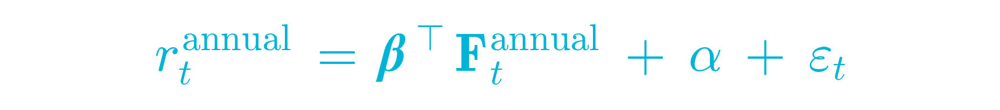 r_t^{annual} = β^⊤ F_t^{annual} + α + ε_t